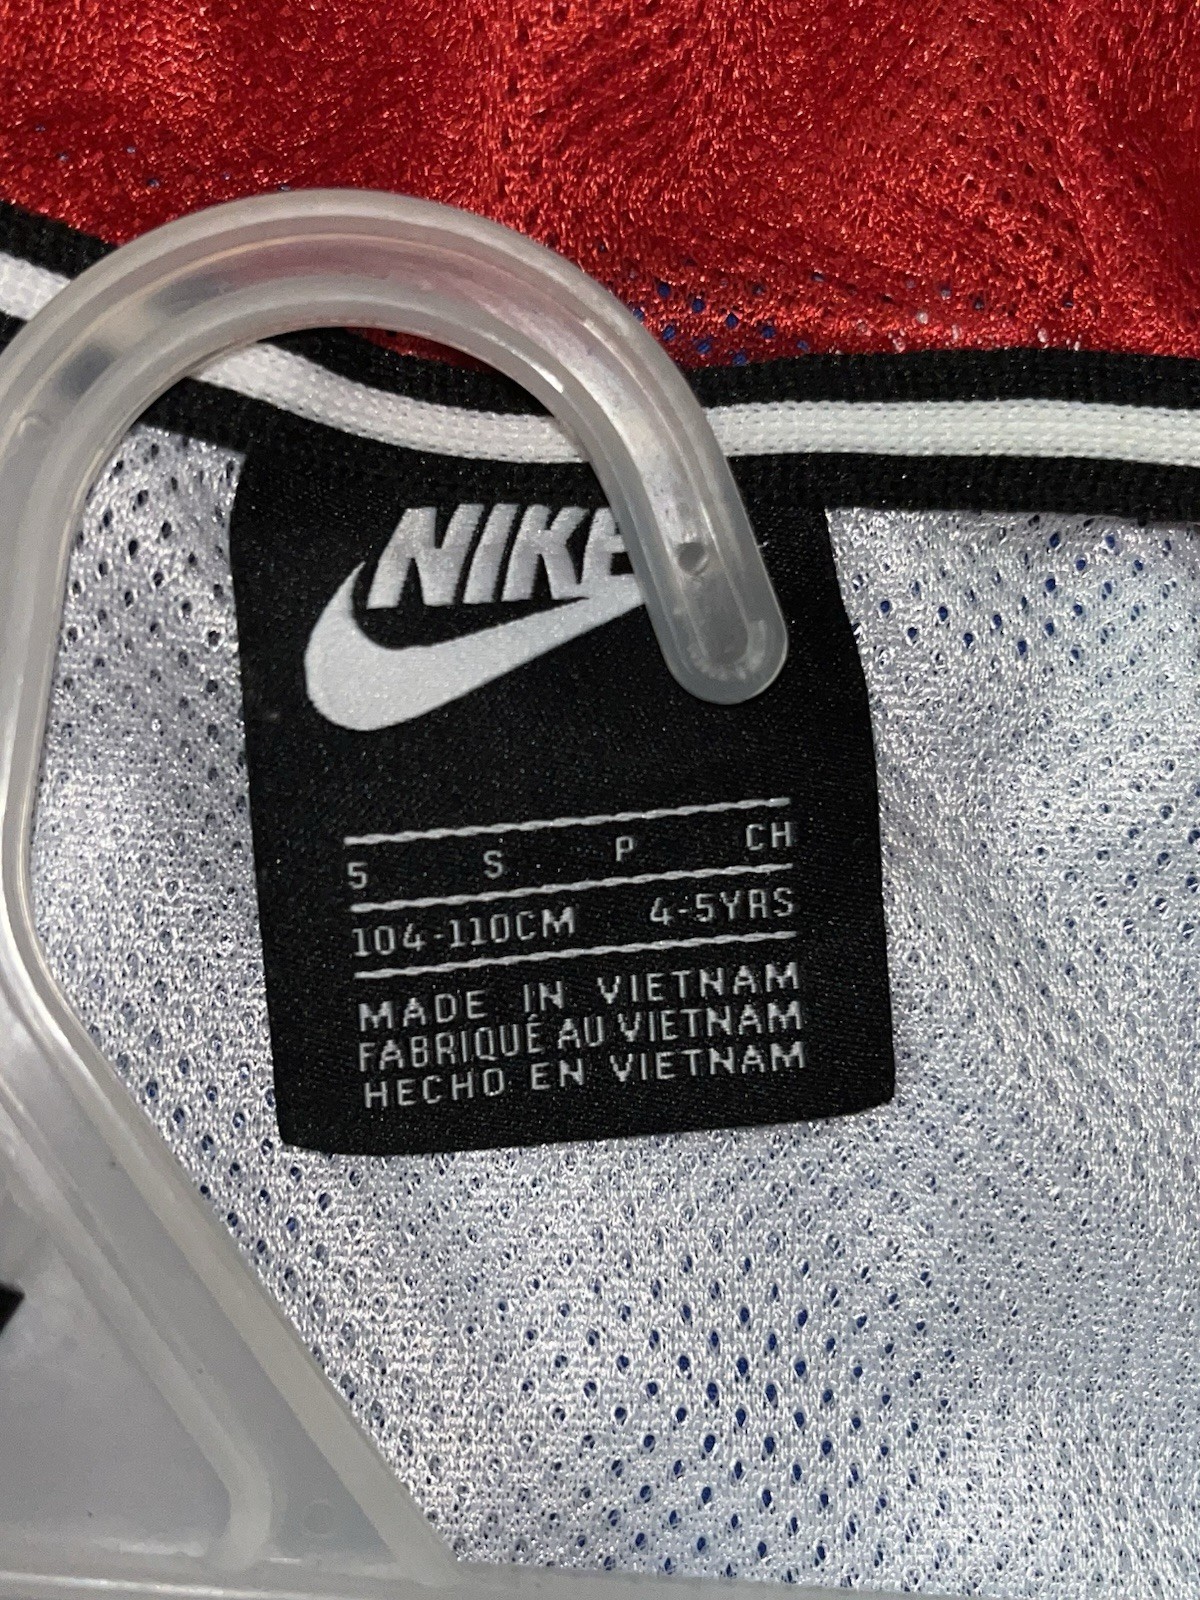 NIKE
5 S P CH
104-110CM 4-5YRS
MADE IN VIETNAM
FABRIQUÉ AU VIETNAM
HECHO EN VIETNAM